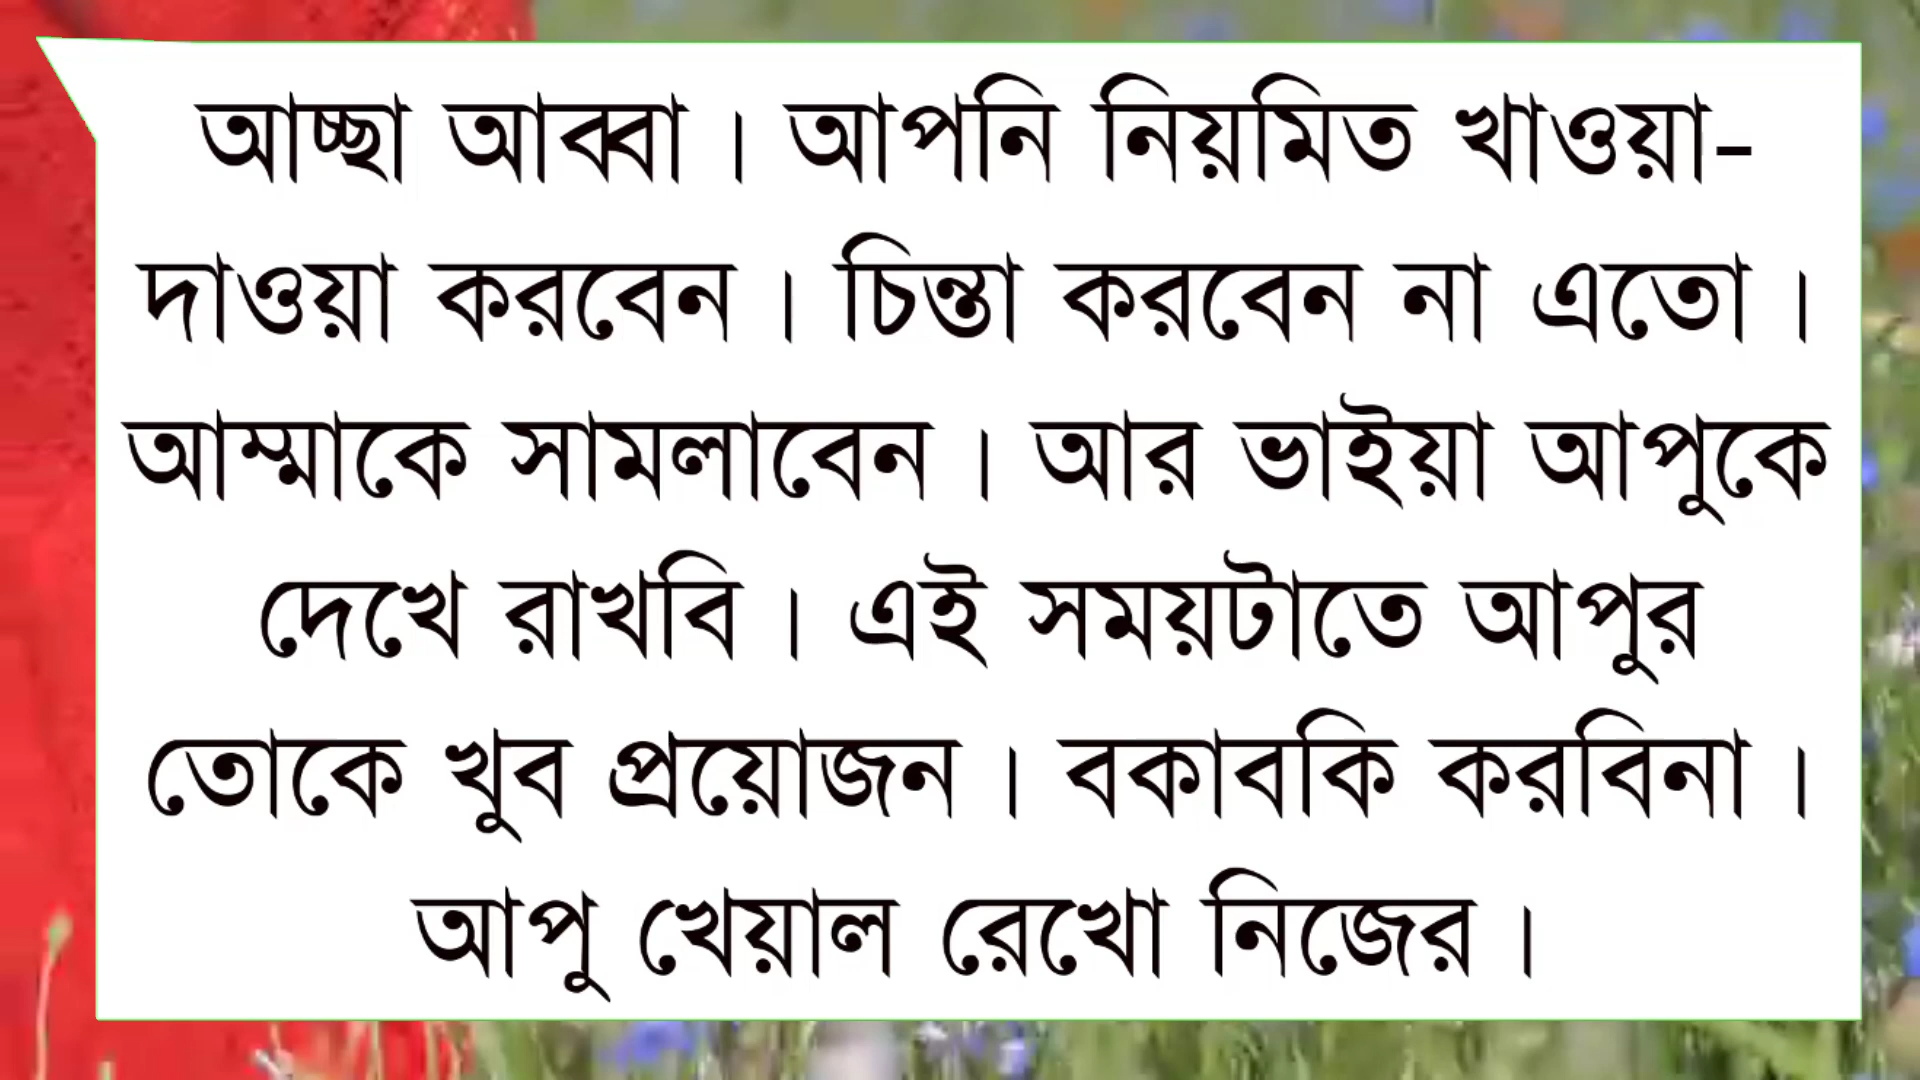 আচ্ছা আব্বা। আপনি নিয়মিত খাওয়া-
দাওয়া করবেন। চিন্তা করবেন না এতো।
আম্মাকে সামলাবেন। আর ভাইয়া আপুকে
দেখে রাখবি। এই সময়টাতে আপুর
তোকে খুব প্রয়োজন। বকাবকি করবিনা।
আপু খেয়াল রেখো নিজের।